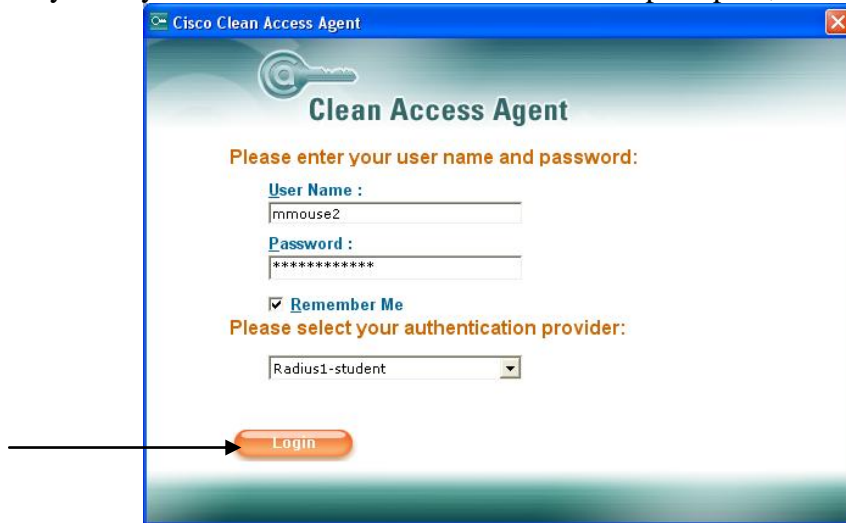 Cisco Clean Access Agent
Clean Access Agent
Please enter your user name and password:
User Name :
mmouse2
Password :
************
Remember Me
Please select your authentication provider:
Radius1-student
Login